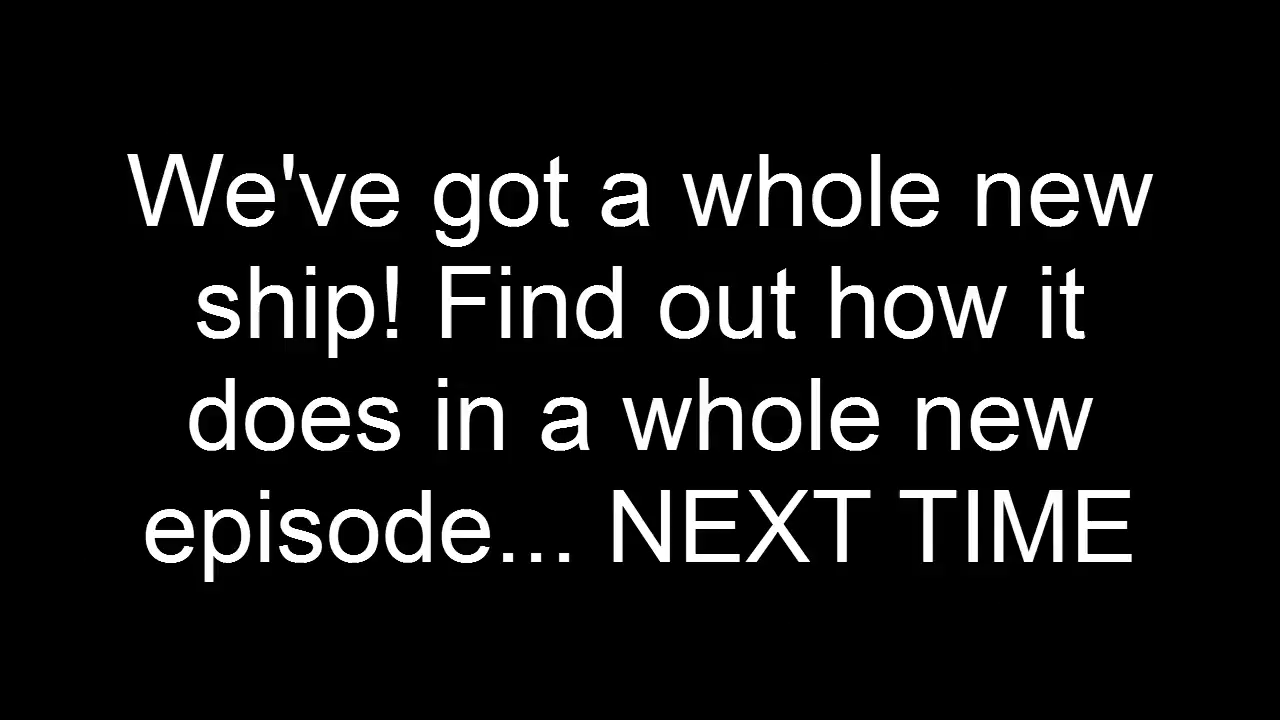 We've got a whole new
ship! Find out how it
does in a whole new
episode... NEXT TIME